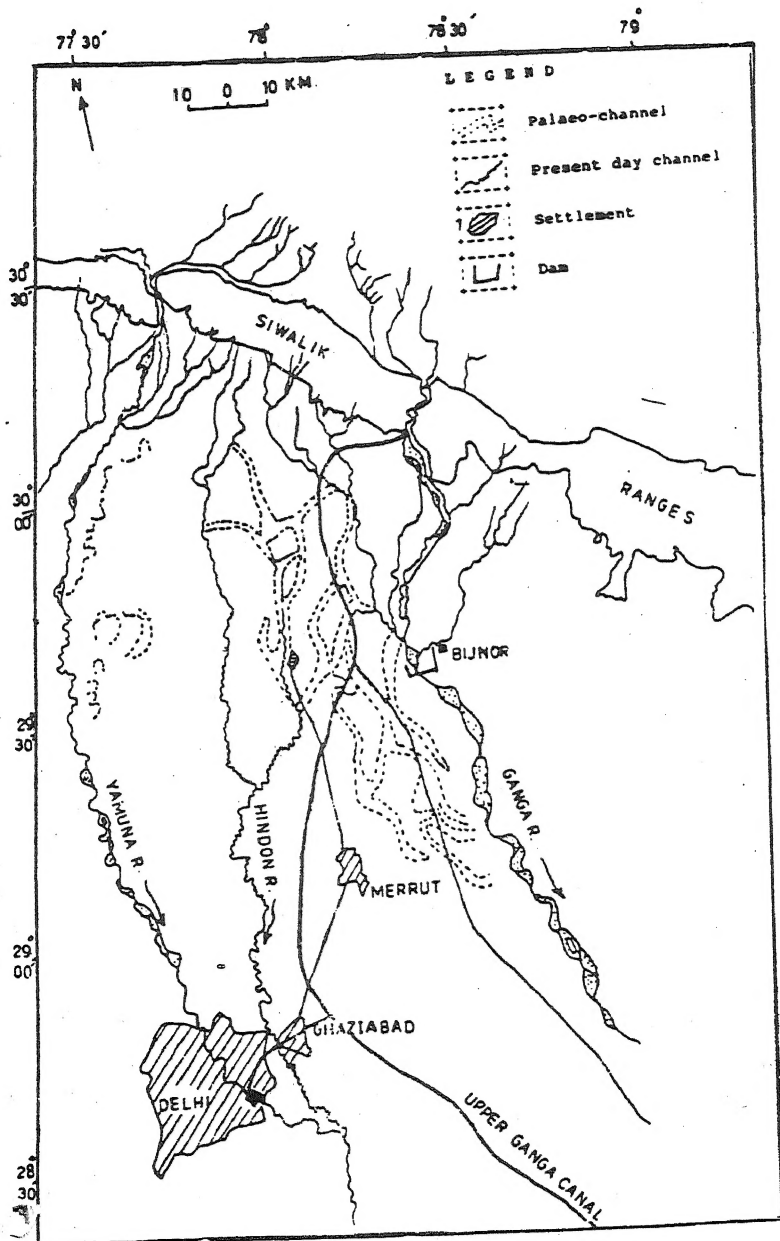 77° 30'
78°
78° 30
79°
N
10 0 10 KM.
LEGEND
Palaeo-channel
Present day channel
1
Settlement
Dam
30° 30'
SIWALIK
RANGES
30° 00'
BIJNOR
29° 30'
YAMUNA R.
HINDON R.
GANGA R.
MERRUT
29° 00'
GHAZIABAD
DELHI
UPPER GANGA CANAL
28° 30